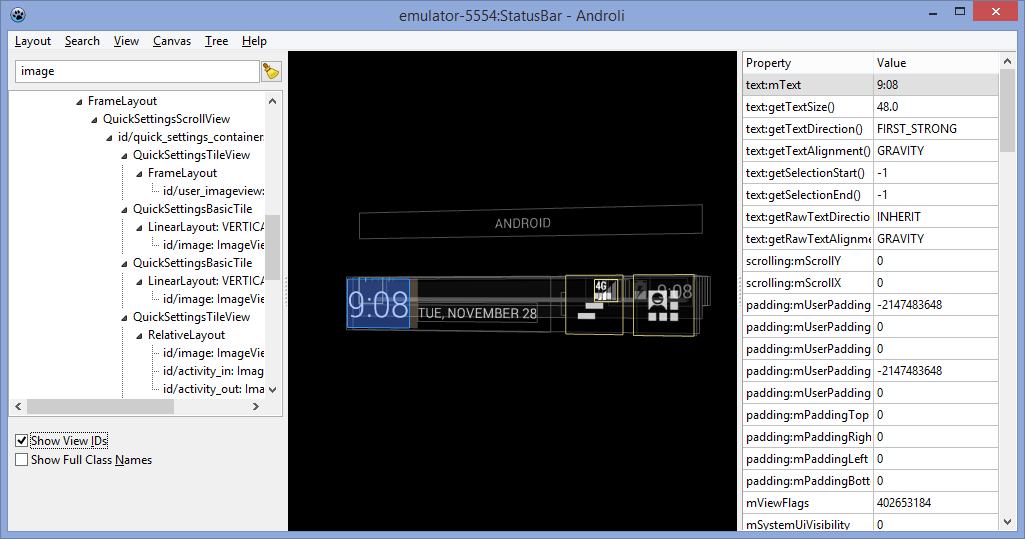 emulator-5554:StatusBar - Androli
Layout Search View Canvas Tree Help
image
FrameLayout
QuickSettingsScrollView
id/quick_settings_container:
QuickSettingsTileView
FrameLayout
id/user_imageview:
QuickSettingsBasicTile
LinearLayout: VERTICA
id/image: ImageVie
QuickSettingsBasicTile
LinearLayout: VERTICA
id/image: ImageVie
QuickSettingsTileView
RelativeLayout
id/image: ImageVie
id/activity_in: Imag
id/activity_out: Ima
Show View IDs
Show Full Class Names
ANDROID
9:08
TUE, NOVEMBER 28
4G
9:08
Property Value
text:mText 9:08
text:getTextSize() 48.0
text:getTextDirection() FIRST_STRONG
text:getTextAlignment() GRAVITY
text:getSelectionStart() -1
text:getSelectionEnd() -1
text:getRawTextDirectio INHERIT
text:getRawTextAlignme GRAVITY
scrolling:mScrollY 0
scrolling:mScrollX 0
padding:mUserPadding -2147483648
padding:mUserPadding 0
padding:mUserPadding 0
padding:mUserPadding -2147483648
padding:mUserPadding 0
padding:mPaddingTop 0
padding:mPaddingRigh 0
padding:mPaddingLeft 0
padding:mPaddingBott 0
mViewFlags 402653184
mSystemUiVisibility 0